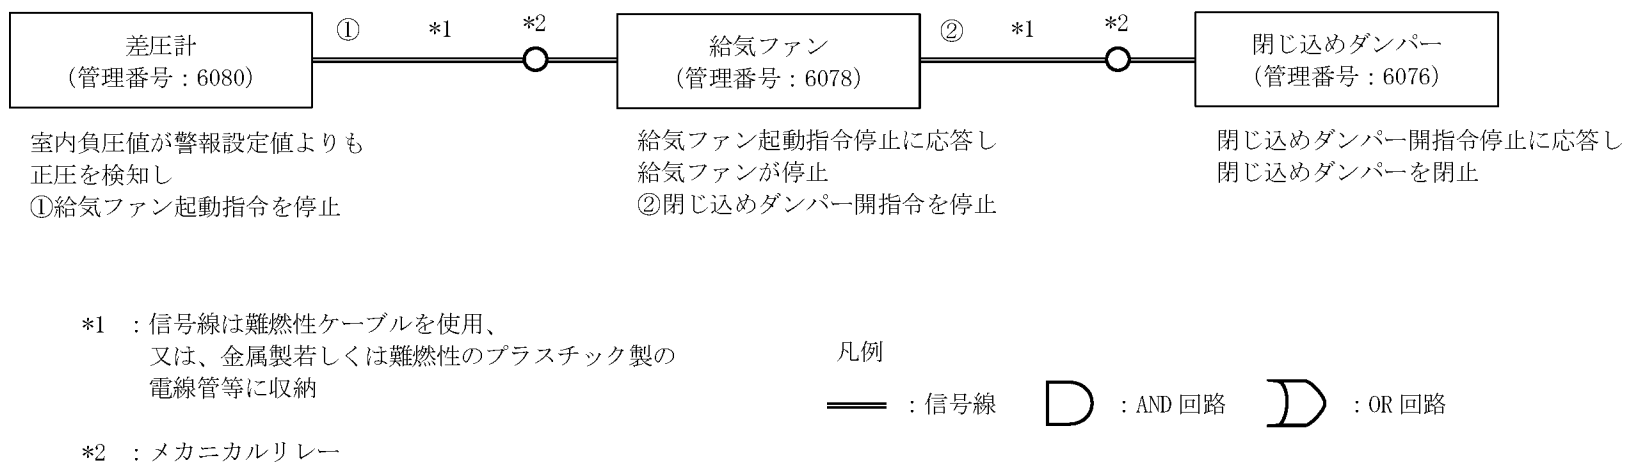 ① *1 *2 ② *1 *2
差圧計 給気ファン 閉じ込めダンパー
(管理番号：6080) (管理番号：6078) (管理番号：6076)
室内負圧値が警報設定値よりも
正圧を検知し
①給気ファン起動指令を停止
給気ファン起動指令停止に応答し
給気ファンが停止
②閉じ込めダンパー開指令を停止
閉じ込めダンパー開指令停止に応答し
閉じ込めダンパーを閉止
*1 ：信号線は難燃性ケーブルを使用、
又は、金属製若しくは難燃性のプラスチック製の
電線管等に収納
*2 ：メカニカルリレー
凡例
：信号線 ：AND 回路 ：OR 回路